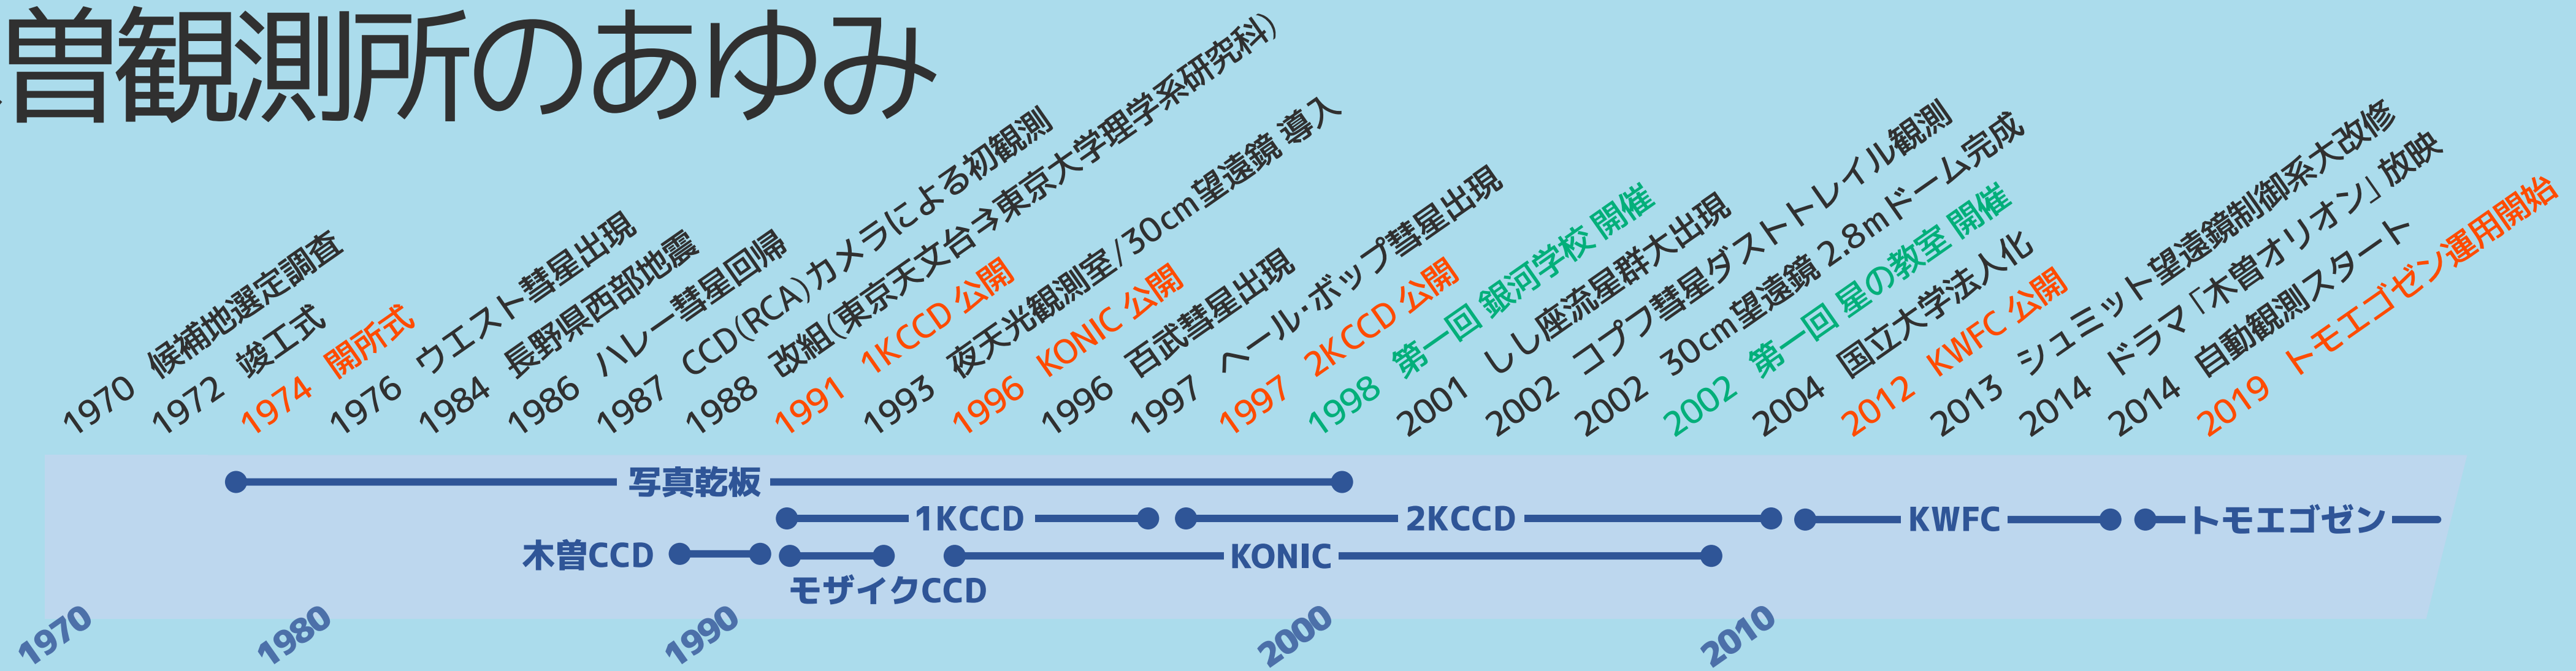 曽観測所のあゆみ
1970 候補地選定調査
1972 竣工式
1974 開所式
1976 ウエスト彗星出現
1984 長野県西部地震
1986 ハレー彗星回帰
1987 CCD(RCA)カメラによる初観測
1988 改組(東京天文台→東京大学理学系研究科)
1991 1KCCD 公開
1993 夜天光観測室/30cm望遠鏡 導入
1996 KONIC 公開
1996 百武彗星出現
1997 ヘール・ボップ彗星出現
1997 2KCCD 公開
1998 第一回 銀河学校 開催
2001 しし座流星群大出現
2002 コプフ彗星ダストトレイル観測
2002 30cm望遠鏡 2.8mドーム完成
2002 第一回 星の教室 開催
2004 国立大学法人化
2012 KWFC 公開
2013 シュミット望遠鏡制御系大改修
2014 ドラマ「木曽オリオン」放映
2014 自動観測スタート
2019 トモエゴゼン運用開始
写真乾板
1KCCD
2KCCD
KWFC
トモエゴゼン
木曽CCD
KONIC
モザイクCCD
1970
1980
1990
2000
2010